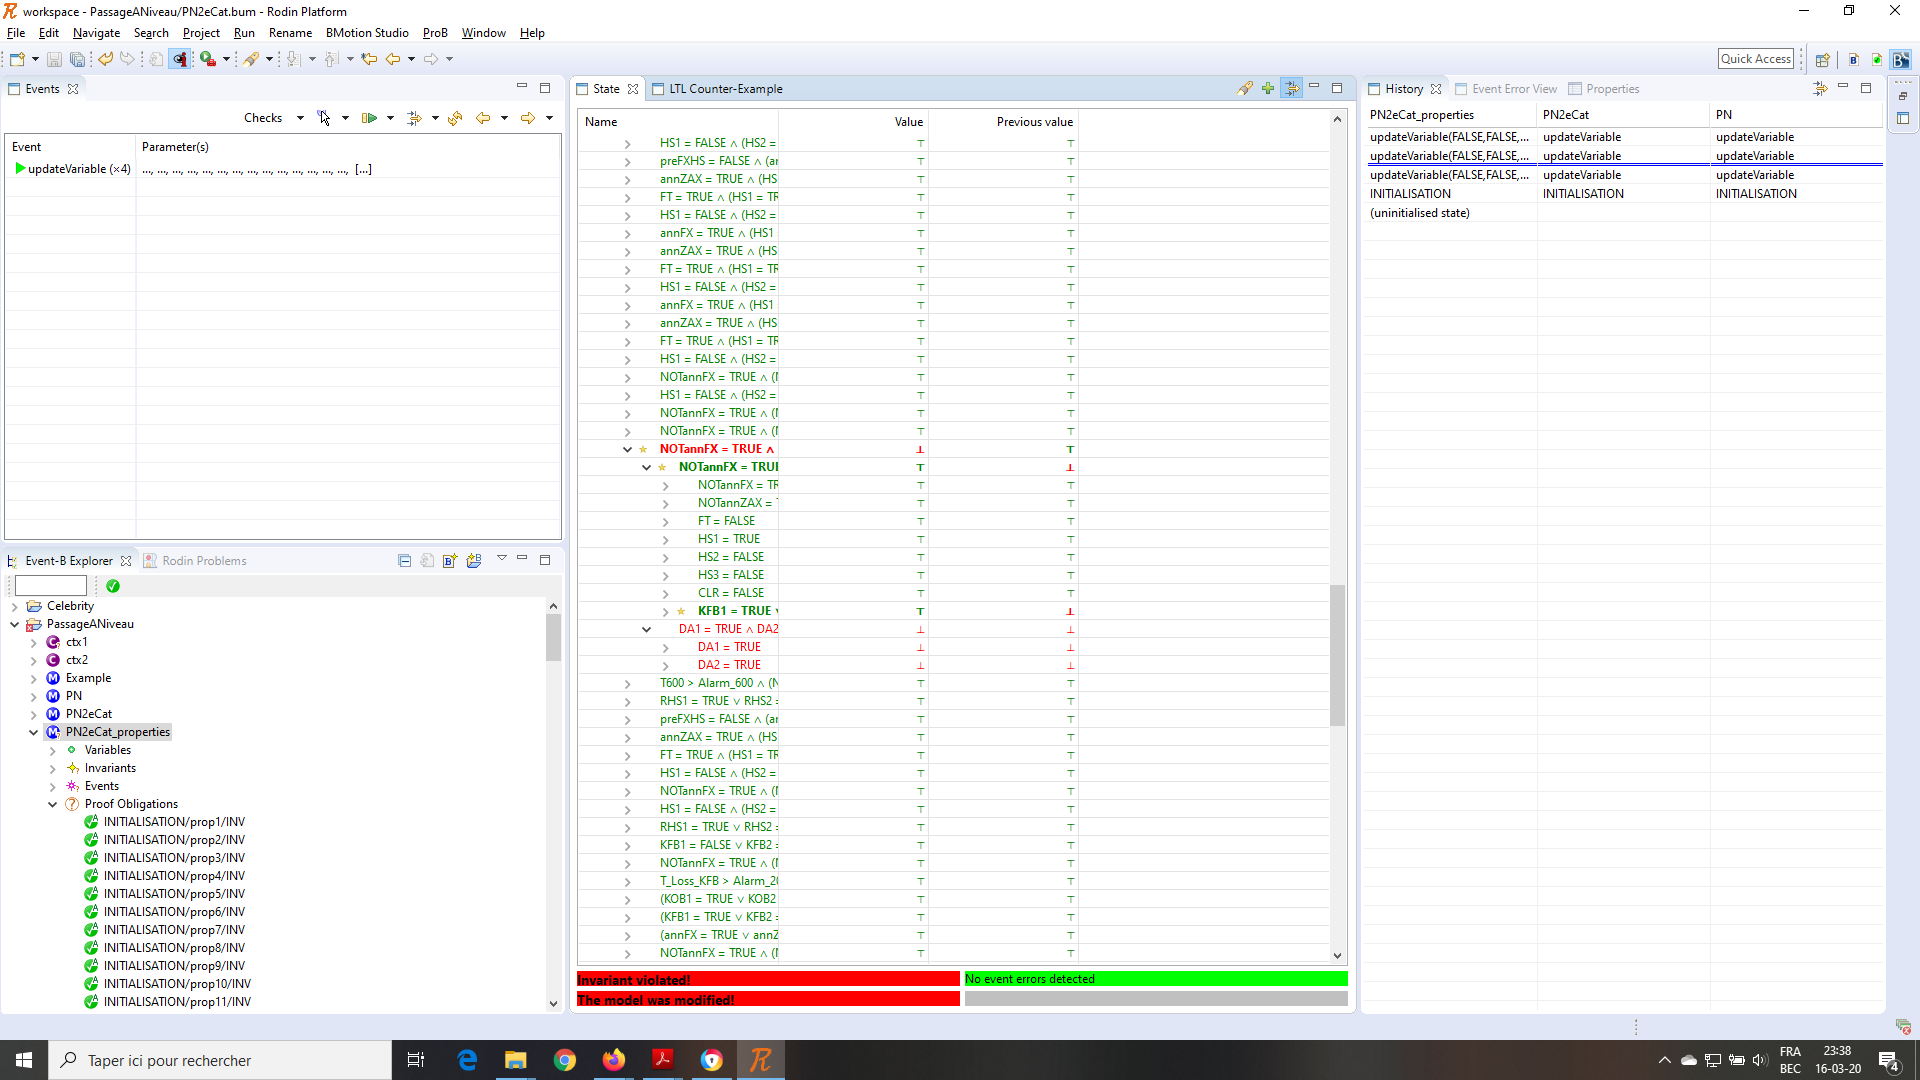 workspace - PassageANiveau/PN2eCat.bum - Rodin Platform
File Edit Navigate Search Project Run Rename BMotion Studio ProB Window Help
Quick Access
Events
Checks
Event Parameter(s)
updateVariable (×4) ..., ..., ..., ..., ..., ..., ..., ..., ..., ..., ..., ..., ..., ..., [...]
Event-B Explorer Rodin Problems
Celebrity
PassageANiveau
ctx1
ctx2
Example
PN
PN2eCat
PN2eCat_properties
Variables
Invariants
Events
Proof Obligations
INITIALISATION/prop1/INV
INITIALISATION/prop2/INV
INITIALISATION/prop3/INV
INITIALISATION/prop4/INV
INITIALISATION/prop5/INV
INITIALISATION/prop6/INV
INITIALISATION/prop7/INV
INITIALISATION/prop8/INV
INITIALISATION/prop9/INV
INITIALISATION/prop10/INV
INITIALISATION/prop11/INV
State LTL Counter-Example
Name Value Previous value
HS1 = FALSE ∧ (HS2 = ⊤ ⊤
preFXHS = FALSE ∧ (ar ⊤ ⊤
annZAX = TRUE ∧ (HS ⊤ ⊤
FT = TRUE ∧ (HS1 = TR ⊤ ⊤
HS1 = FALSE ∧ (HS2 = ⊤ ⊤
annFX = TRUE ∧ (HS1 ⊤ ⊤
annZAX = TRUE ∧ (HS ⊤ ⊤
FT = TRUE ∧ (HS1 = TR ⊤ ⊤
HS1 = FALSE ∧ (HS2 = ⊤ ⊤
annFX = TRUE ∧ (HS1 ⊤ ⊤
annZAX = TRUE ∧ (HS ⊤ ⊤
FT = TRUE ∧ (HS1 = TR ⊤ ⊤
HS1 = FALSE ∧ (HS2 = ⊤ ⊤
NOTannFX = TRUE ∧ (N ⊤ ⊤
HS1 = FALSE ∧ (HS2 = ⊤ ⊤
NOTannFX = TRUE ∧ (N ⊤ ⊤
NOTannFX = TRUE ∧ (N ⊤ ⊤
NOTannFX = TRUE ∧ ⊥ ⊤
NOTannFX = TRUE ⊤ ⊥
NOTannFX = TR ⊤ ⊤
NOTannZAX = T ⊤ ⊤
FT = FALSE ⊤ ⊤
HS1 = TRUE ⊤ ⊤
HS2 = FALSE ⊤ ⊤
HS3 = FALSE ⊤ ⊤
CLR = FALSE ⊤ ⊤
KFB1 = TRUE ∨ ⊤ ⊥
DA1 = TRUE ∧ DA2 ⊥ ⊥
DA1 = TRUE ⊥ ⊥
DA2 = TRUE ⊥ ⊥
T600 > Alarm_600 ∧ (N ⊤ ⊤
RHS1 = TRUE ∨ RHS2 = ⊤ ⊤
preFXHS = FALSE ∧ (ar ⊤ ⊤
annZAX = TRUE ∧ (HS ⊤ ⊤
FT = TRUE ∧ (HS1 = TR ⊤ ⊤
HS1 = FALSE ∧ (HS2 = ⊤ ⊤
NOTannFX = TRUE ∧ (N ⊤ ⊤
HS1 = FALSE ∧ (HS2 = ⊤ ⊤
RHS1 = TRUE ∨ RHS2 = ⊤ ⊤
KFB1 = FALSE ∨ KFB2 = ⊤ ⊤
NOTannFX = TRUE ∧ (N ⊤ ⊤
T_Loss_KFB > Alarm_20 ⊤ ⊤
(KOB1 = TRUE ∨ KOB2 ⊤ ⊤
(KFB1 = TRUE ∨ KFB2 = ⊤ ⊤
(annFX = TRUE ∨ annZ ⊤ ⊤
NOTannFX = TRUE ∧ (N ⊤ ⊤
Invariant violated! No event errors detected
The model was modified!
History Event Error View Properties
PN2eCat_properties PN2eCat PN
updateVariable(FALSE,FALSE,... updateVariable updateVariable
updateVariable(FALSE,FALSE,... updateVariable updateVariable
updateVariable(FALSE,FALSE,... updateVariable updateVariable
INITIALISATION INITIALISATION INITIALISATION
(uninitialised state)
Taper ici pour rechercher
FRA 23:38
BEC 16-03-20
4